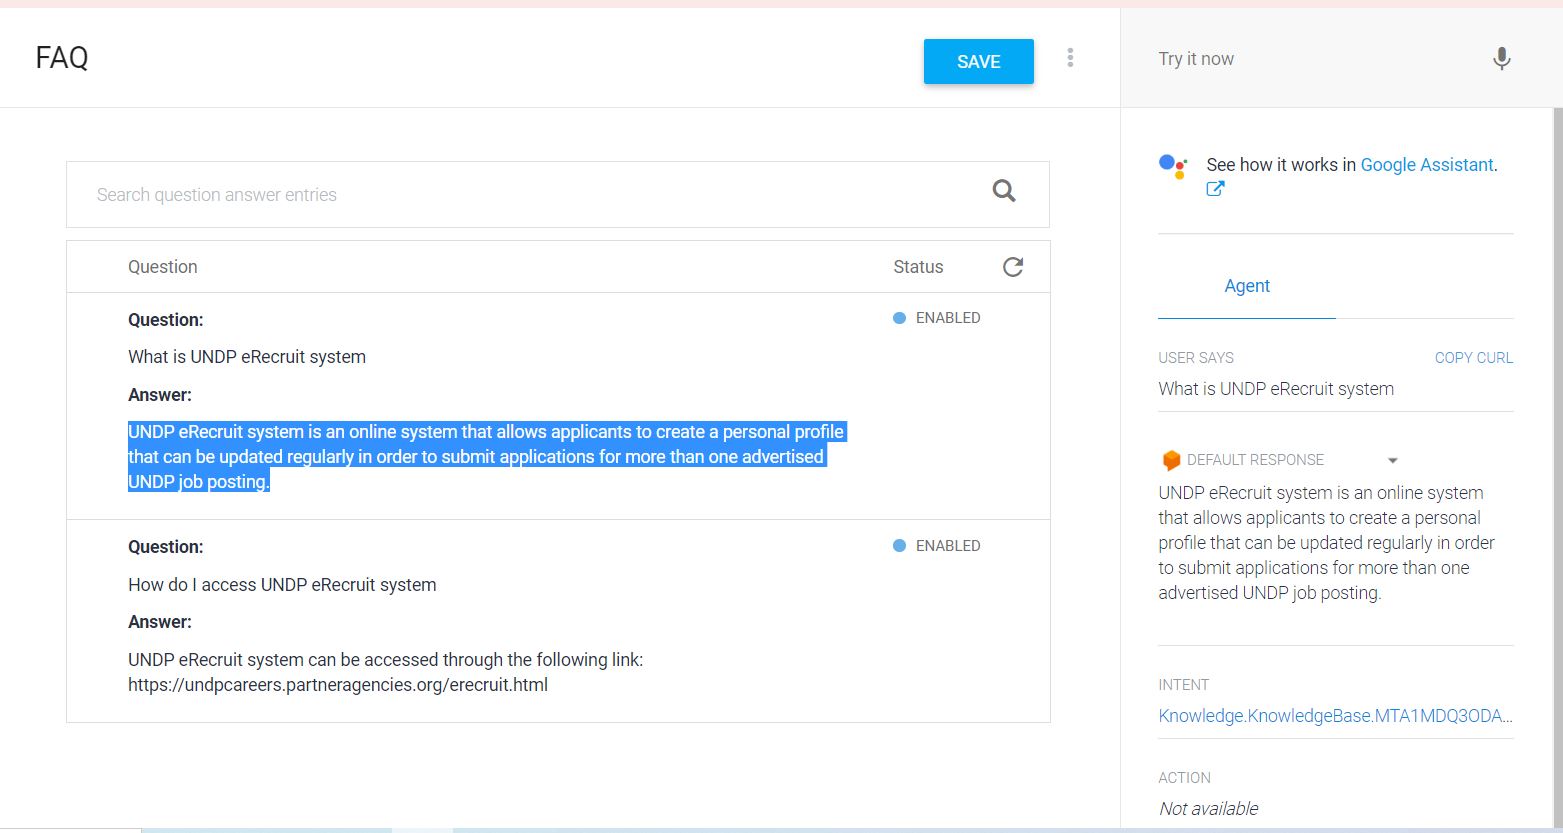 FAQ
SAVE
Search question answer entries
Question
Status
Question:
ENABLED
What is UNDP eRecruit system
Answer:
UNDP eRecruit system is an online system that allows applicants to create a personal profile
that can be updated regularly in order to submit applications for more than one advertised
UNDP job posting.
Question:
ENABLED
How do I access UNDP eRecruit system
Answer:
UNDP eRecruit system can be accessed through the following link:
https://undpcareers.partneragencies.org/erecruit.html
Try it now
See how it works in Google Assistant.
Agent
USER SAYS
COPY CURL
What is UNDP eRecruit system
DEFAULT RESPONSE
UNDP eRecruit system is an online system
that allows applicants to create a personal
profile that can be updated regularly in order
to submit applications for more than one
advertised UNDP job posting.
INTENT
Knowledge.KnowledgeBase.MTA1MDQ3ODA...
ACTION
Not available